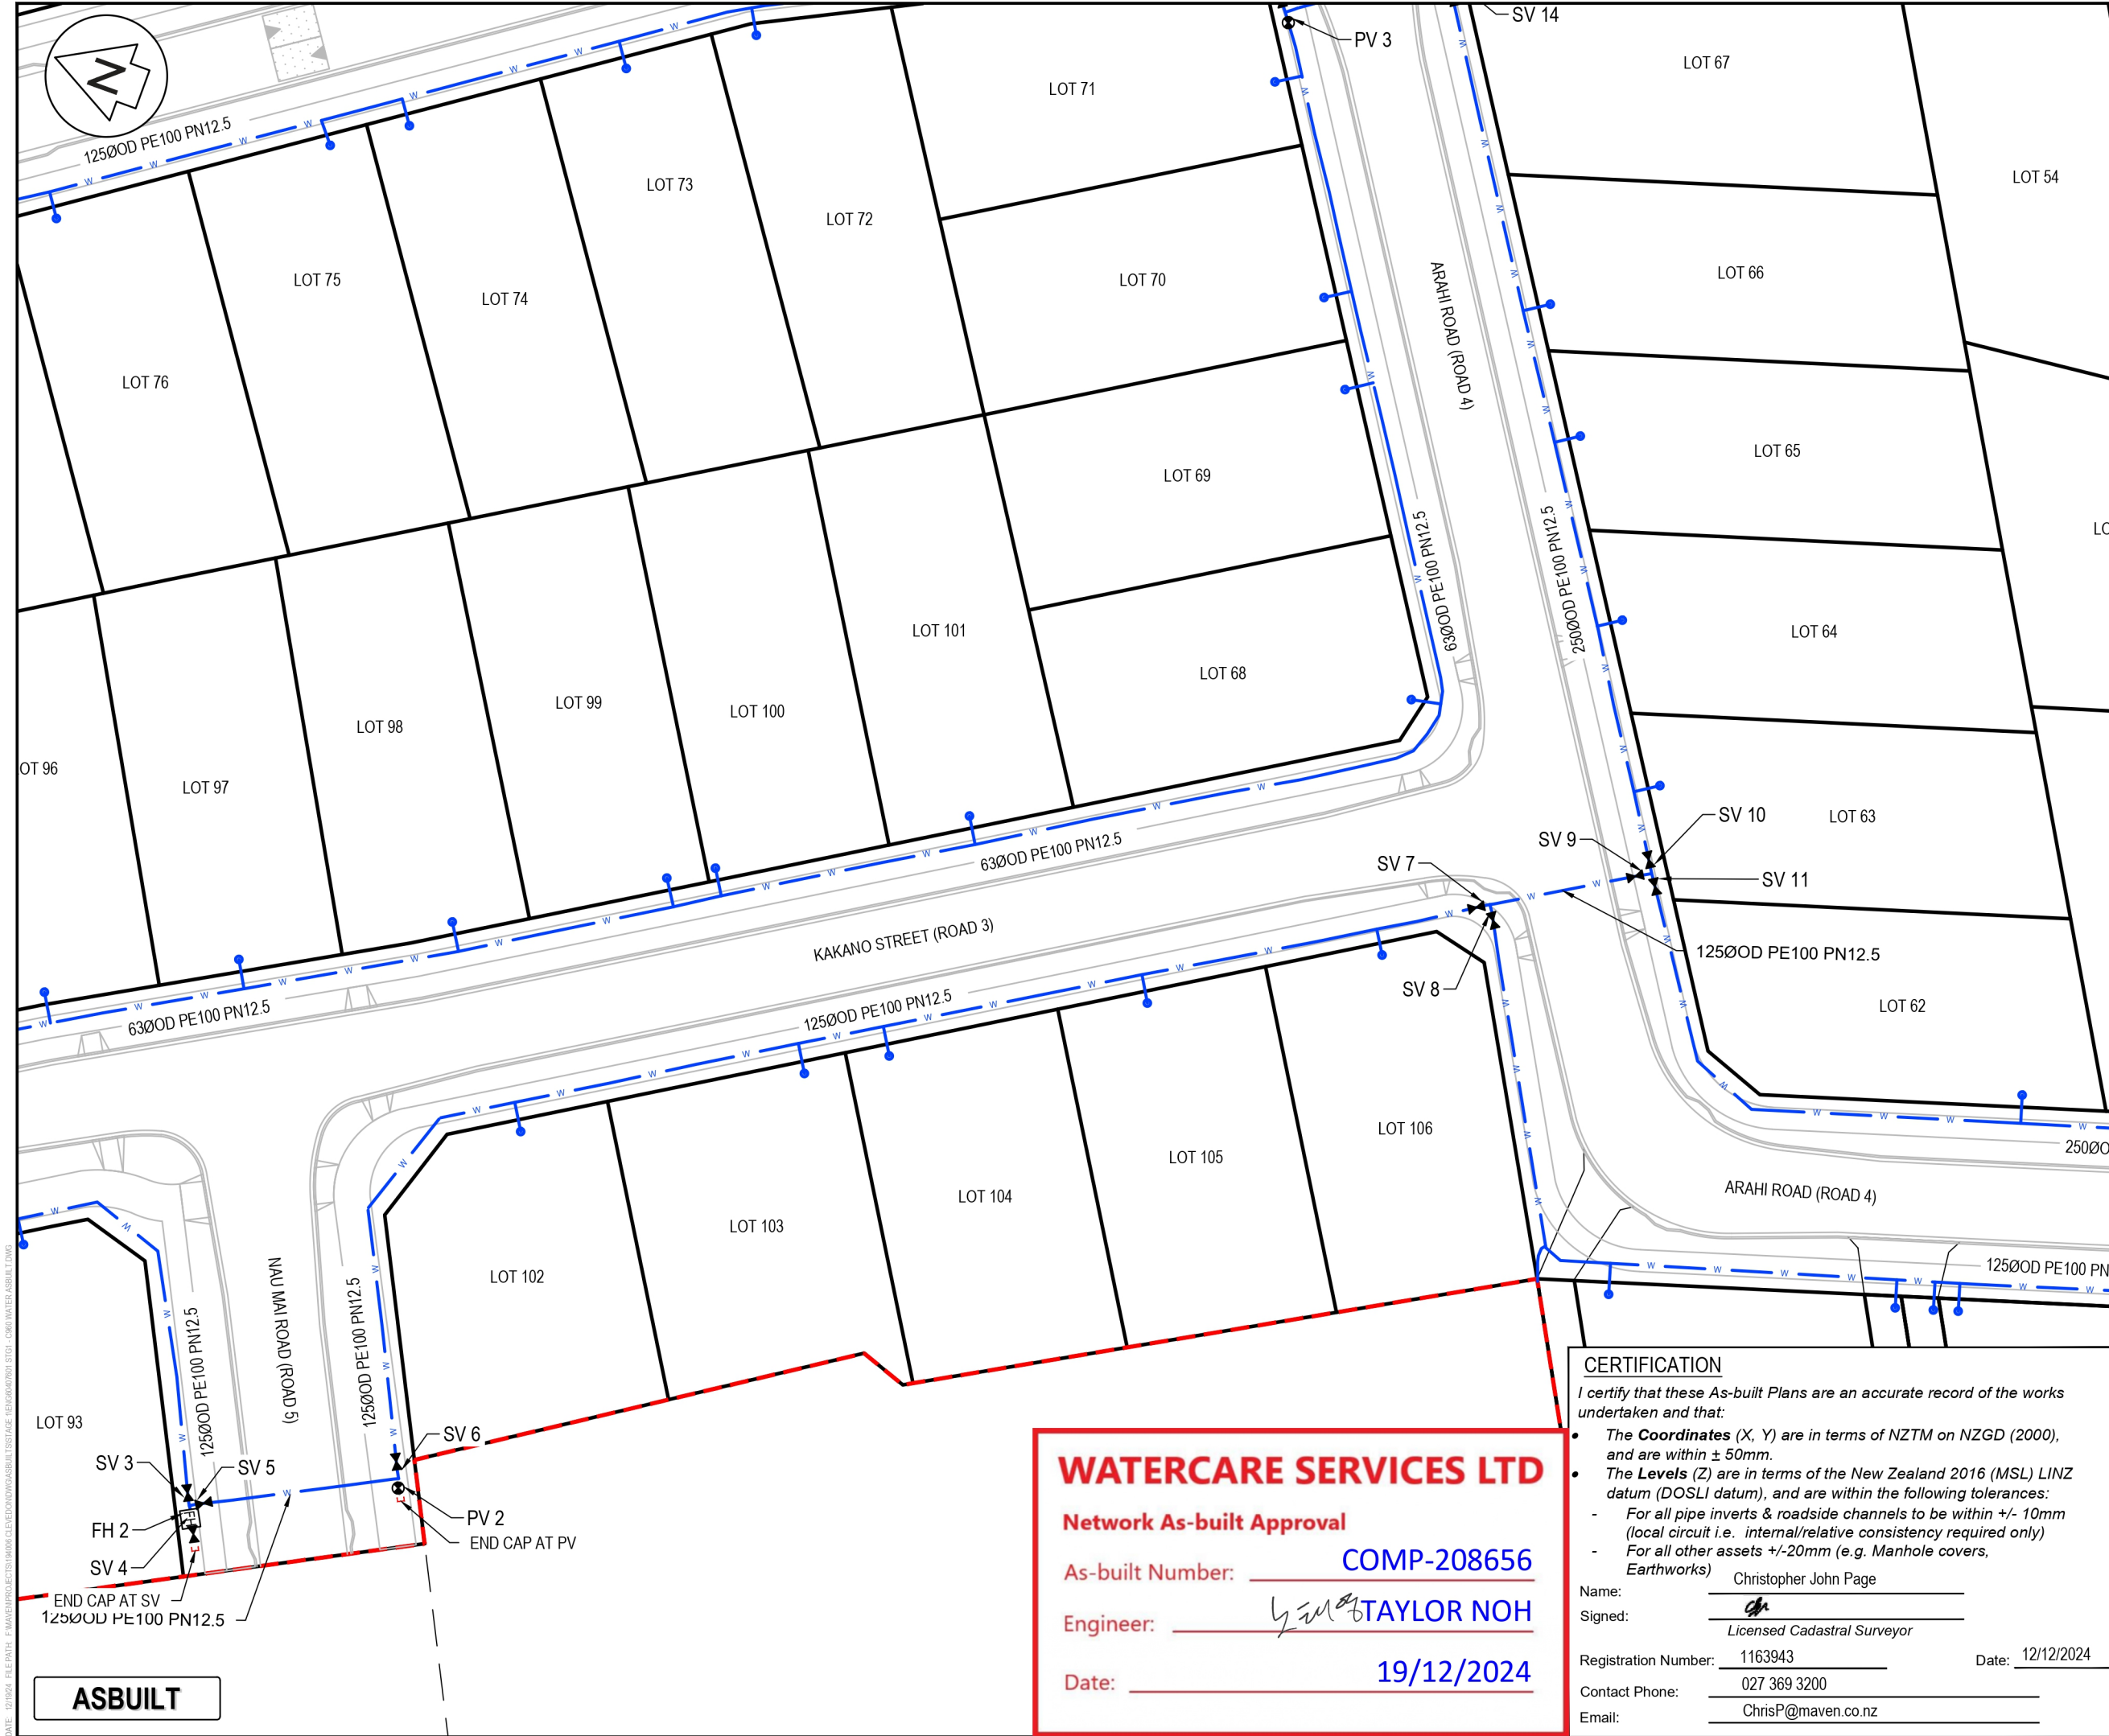 N
SV 14
PV 3
LOT 67
LOT 71
LOT 54
125ØOD PE100 PN12.5
LOT 73
LOT 72
LOT 75
LOT 74
LOT 70
LOT 66
ARAHI ROAD (ROAD 4)
LOT 76
LOT 69
LOT 65
63ØOD PE100 PN12.5
250ØOD PE100 PN12.5
LO
LOT 101
LOT 64
LOT 68
LOT 99
LOT 100
LOT 98
OT 96
LOT 97
LOT 63
SV 10
SV 9
SV 7
SV 11
63ØOD PE100 PN12.5
KAKANO STREET (ROAD 3)
125ØOD PE100 PN12.5
SV 8
LOT 62
63ØOD PE100 PN12.5
125ØOD PE100 PN12.5
LOT 106
LOT 105
LOT 104
LOT 103
LOT 102
250ØO
ARAHI ROAD (ROAD 4)
125ØOD PE100 PN
NAU MAI ROAD (ROAD 5)
125ØOD PE100 PN12.5
125ØOD PE100 PN12.5
LOT 93
SV 6
SV 3
SV 5
FH 2
FH
PV 2
END CAP AT PV
SV 4
END CAP AT SV
125ØOD PE100 PN12.5
ASBUILT
WATERCARE SERVICES LTD
Network As-built Approval
As-built Number: COMP-208656
Engineer: TAYLOR NOH
Date: 19/12/2024
CERTIFICATION
I certify that these As-built Plans are an accurate record of the works
undertaken and that:
• The Coordinates (X, Y) are in terms of NZTM on NZGD (2000),
and are within ± 50mm.
• The Levels (Z) are in terms of the New Zealand 2016 (MSL) LINZ
datum (DOSLI datum), and are within the following tolerances:
- For all pipe inverts & roadside channels to be within +/- 10mm
(local circuit i.e. internal/relative consistency required only)
- For all other assets +/-20mm (e.g. Manhole covers,
Earthworks)
Name: Christopher John Page
Signed:
Licensed Cadastral Surveyor
Registration Number: 1163943 Date: 12/12/2024
Contact Phone: 027 369 3200
Email: ChrisP@maven.co.nz